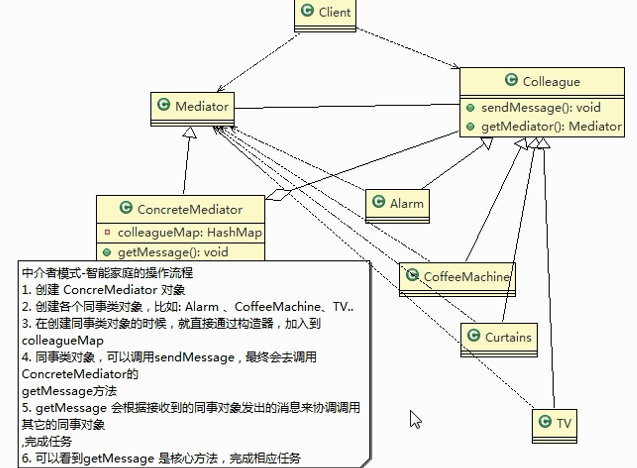 Client
Colleague
sendMessage(): void
getMediator(): Mediator
Mediator
Alarm
ConcreteMediator
colleagueMap: HashMap
getMessage(): void
CoffeeMachine
Curtains
TV
中介者模式-智能家庭的操作流程
1. 创建 ConcreMediator 对象
2. 创建各个同事类对象，比如: Alarm 、CoffeeMachine、TV..
3. 在创建同事类对象的时候，就直接通过构造器，加入到
colleagueMap
4. 同事类对象，可以调用sendMessage，最终会去调用
ConcreteMediator的
getMessage方法
5. getMessage 会根据接收到的同事对象发出的消息来协调调用
其它的同事对象
,完成任务
6. 可以看到getMessage 是核心方法，完成相应任务